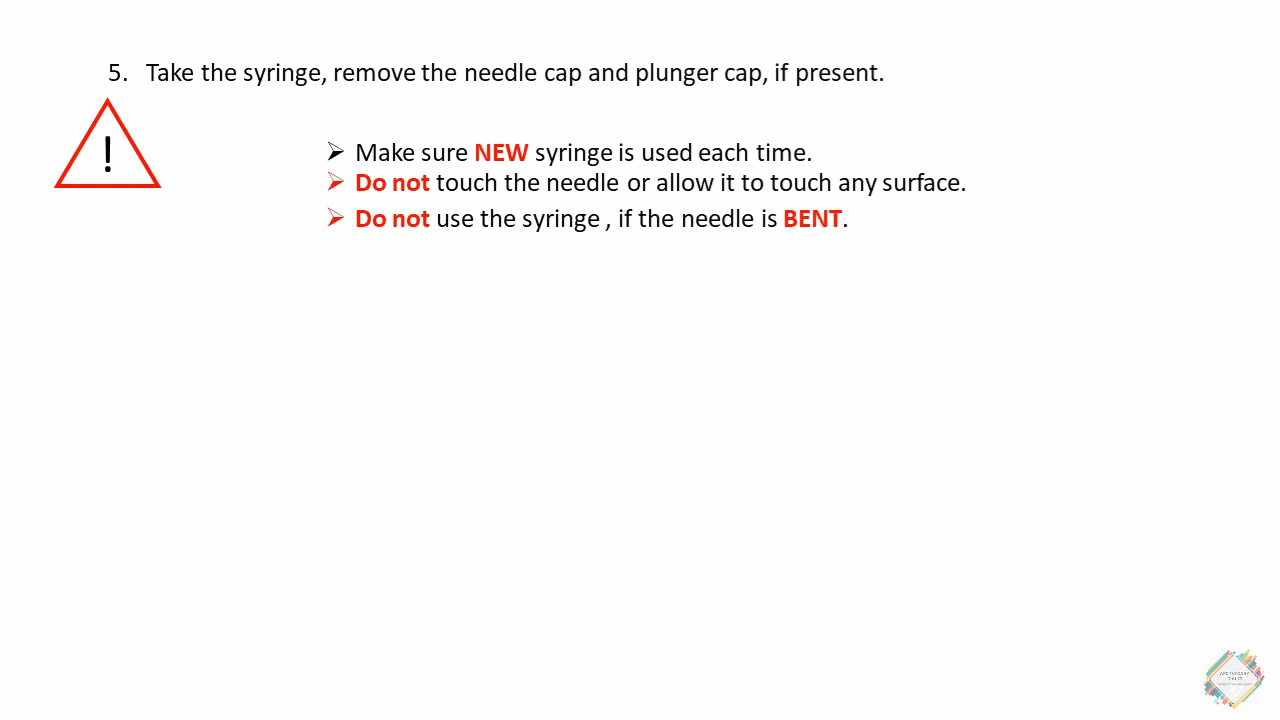 5. Take the syringe, remove the needle cap and plunger cap, if present.
!
➢ Make sure NEW syringe is used each time.
➢ Do not touch the needle or allow it to touch any surface.
➢ Do not use the syringe , if the needle is BENT.
APOTHECARY
TALES